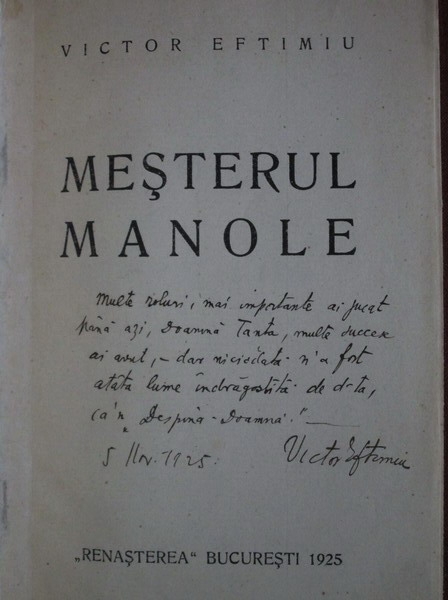 VICTOR EFTIMIU
MEȘTERUL
MANOLE
Multe roluri, mai importante ai jucat
până azi, Doamnă Tanta, multe succese
ai avut, – dar niciodată n'a fost
atâta lume îndrăgostită de d-ta,
ca'n „Despina-Doamnă." —
5 Nov. 1925. Victor Eftimiu
„RENAȘTEREA“ BUCUREȘTI 1925